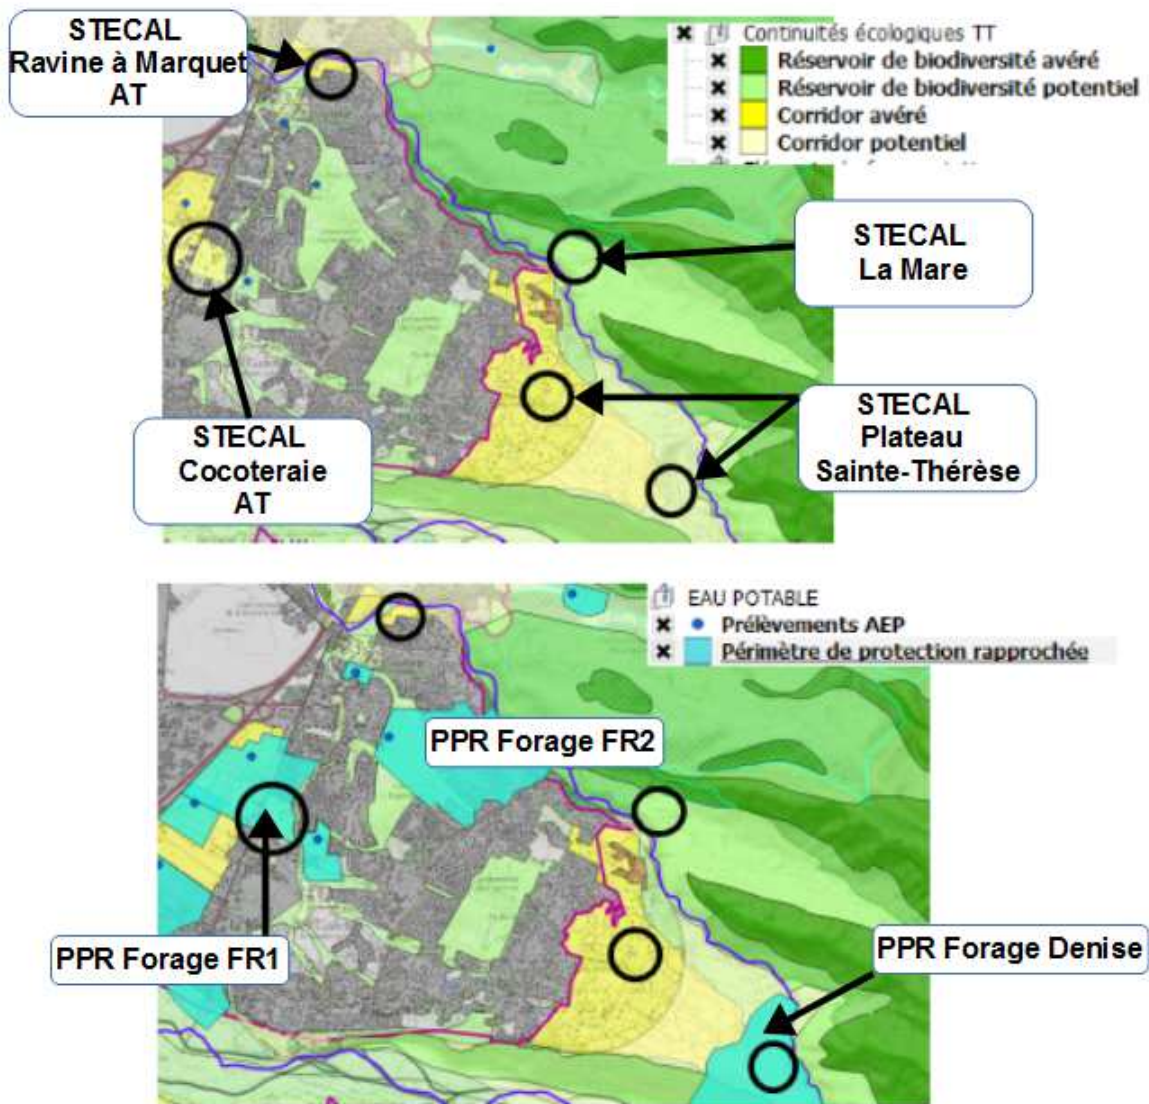 STECAL
Ravine à Marquet
AT
Continuités écologiques TT
Réservoir de biodiversité avéré
Réservoir de biodiversité potentiel
Corridor avéré
Corridor potentiel
STECAL
La Mare
STECAL
Cocoteraie
AT
STECAL
Plateau
Sainte-Thérèse
EAU POTABLE
Prélèvements AEP
Périmètre de protection rapprochée
PPR Forage FR2
PPR Forage FR1
PPR Forage Denise